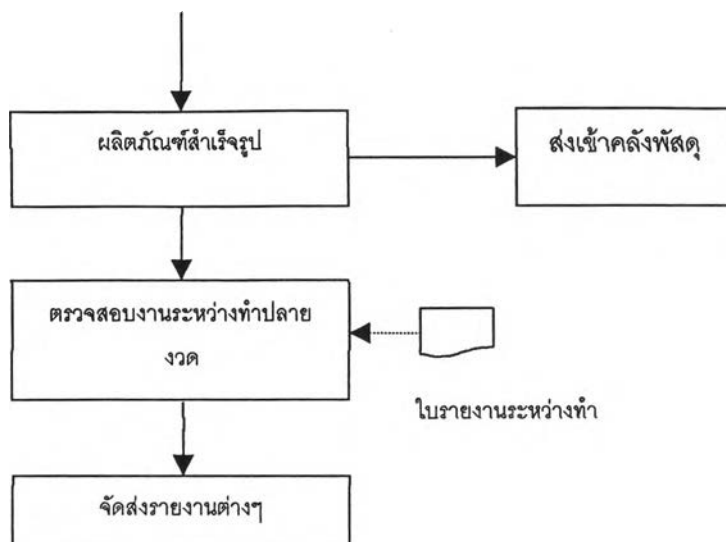 ผลิตภัณฑ์สำเร็จรูป
ส่งเข้าคลังพัสดุ
ตรวจสอบงานระหว่างทำปลาย
งวด
ใบรายงานระหว่างทำ
จัดส่งรายงานต่างๆ